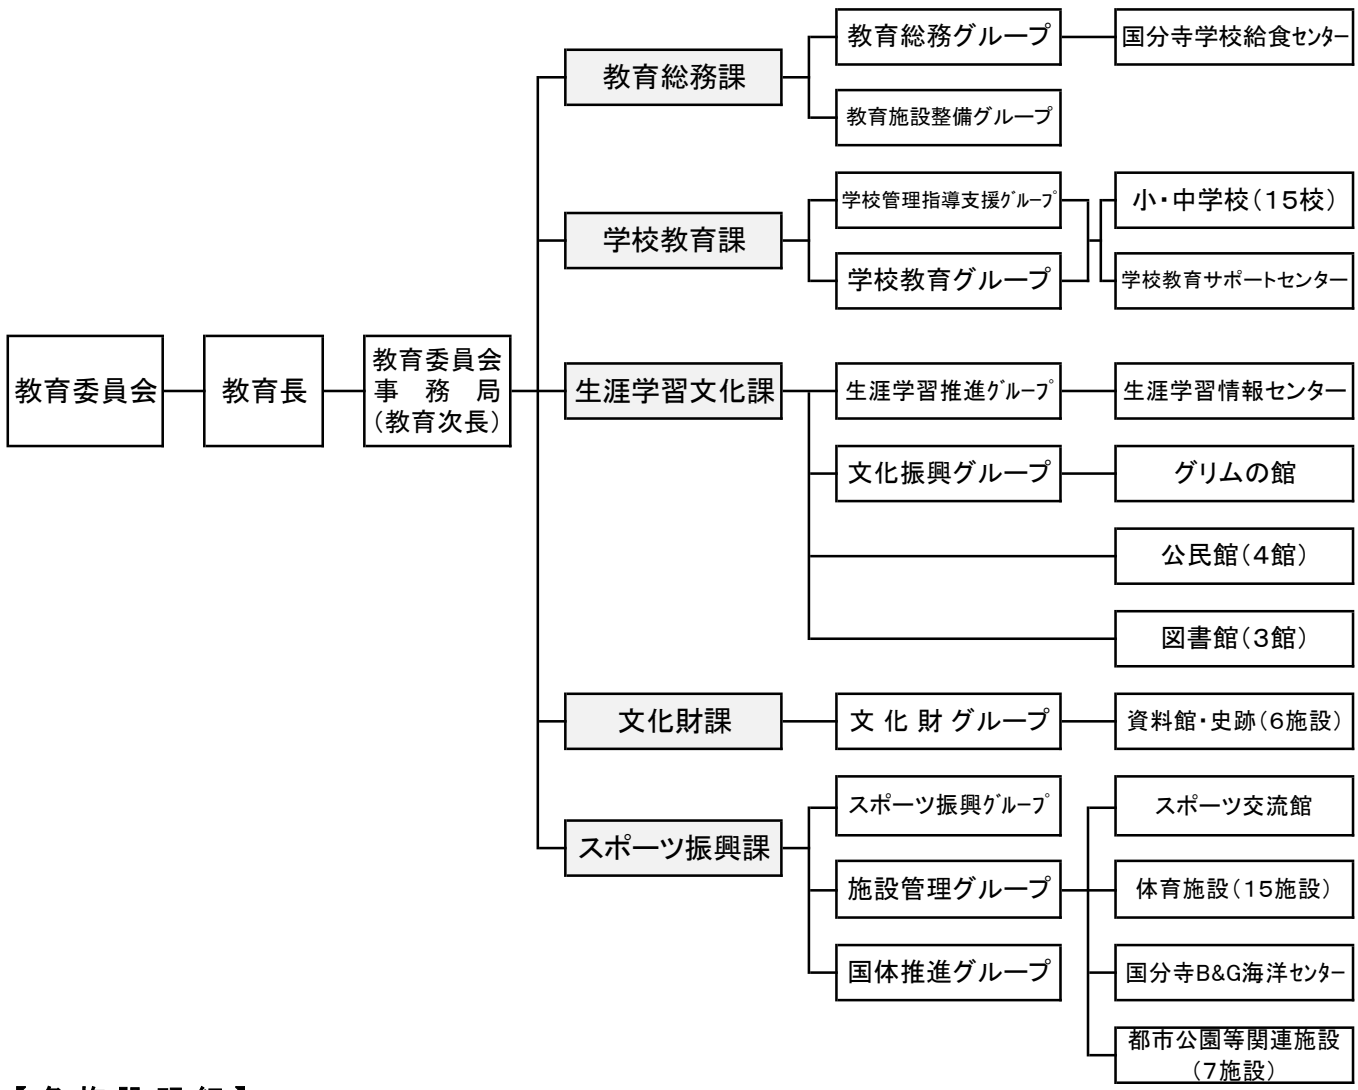 教育総務グループ
国分寺学校給食センター
教育総務課
教育施設整備グループ
学校管理指導支援グループ
小・中学校(15校)
学校教育課
学校教育グループ
学校教育サポートセンター
教育委員会
教育長
教育委員会
事務局
(教育次長)
生涯学習文化課
生涯学習推進グループ
生涯学習情報センター
文化振興グループ
グリムの館
公民館(4館)
図書館(3館)
文化財課
文化財グループ
資料館・史跡(6施設)
スポーツ振興グループ
スポーツ交流館
スポーツ振興課
施設管理グループ
体育施設(15施設)
国体推進グループ
国分寺B&G海洋センター
都市公園等関連施設
(7施設)